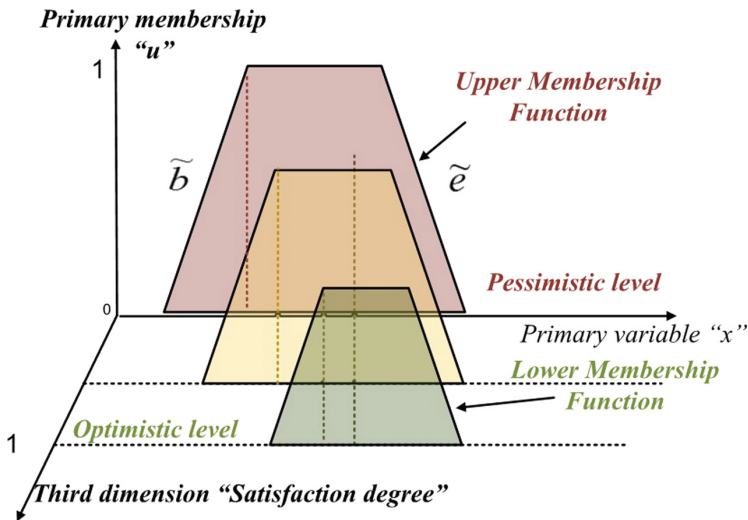 Primary membership
“u”
1
Upper Membership
Function
b̃
ẽ
Pessimistic level
0
Primary variable “x”
Lower Membership
Function
Optimistic level
1
Third dimension “Satisfaction degree”